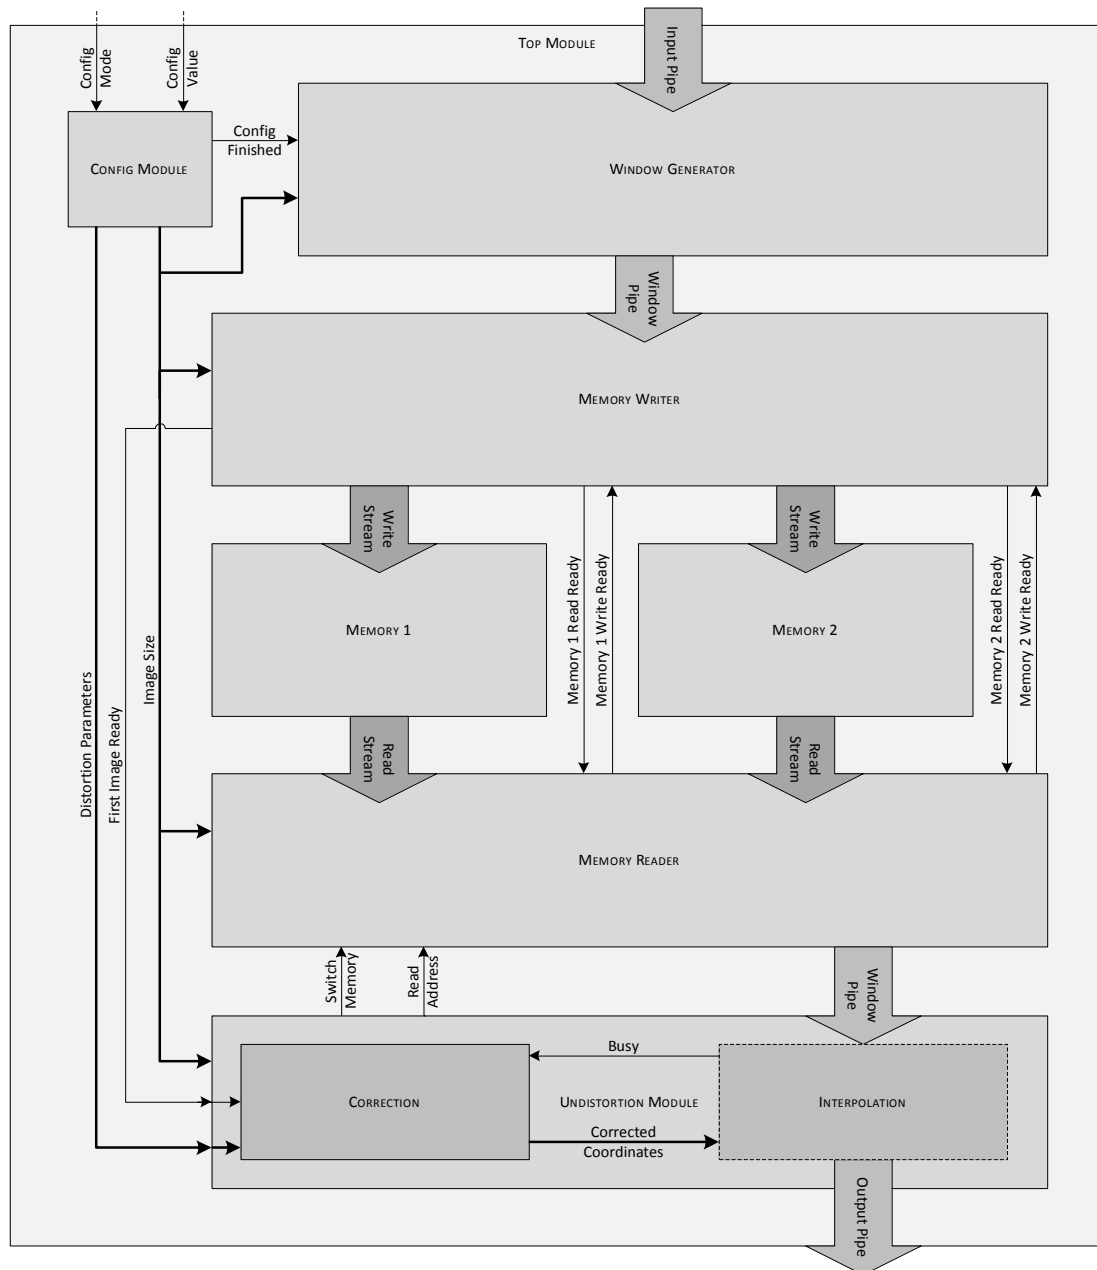 Top Module
Input Pipe
Config
Mode
Config
Value
Config
Finished
Config Module
Window Generator
Window
Pipe
Memory Writer
Write
Stream
Write
Stream
Memory 1 Read Ready
Memory 1 Write Ready
Memory 2 Read Ready
Memory 2 Write Ready
Memory 1
Memory 2
Distortion Parameters
First Image Ready
Image Size
Read
Stream
Read
Stream
Memory Reader
Switch
Memory
Read
Address
Window
Pipe
Busy
Correction
Undistortion Module
Interpolation
Corrected
Coordinates
Output Pipe